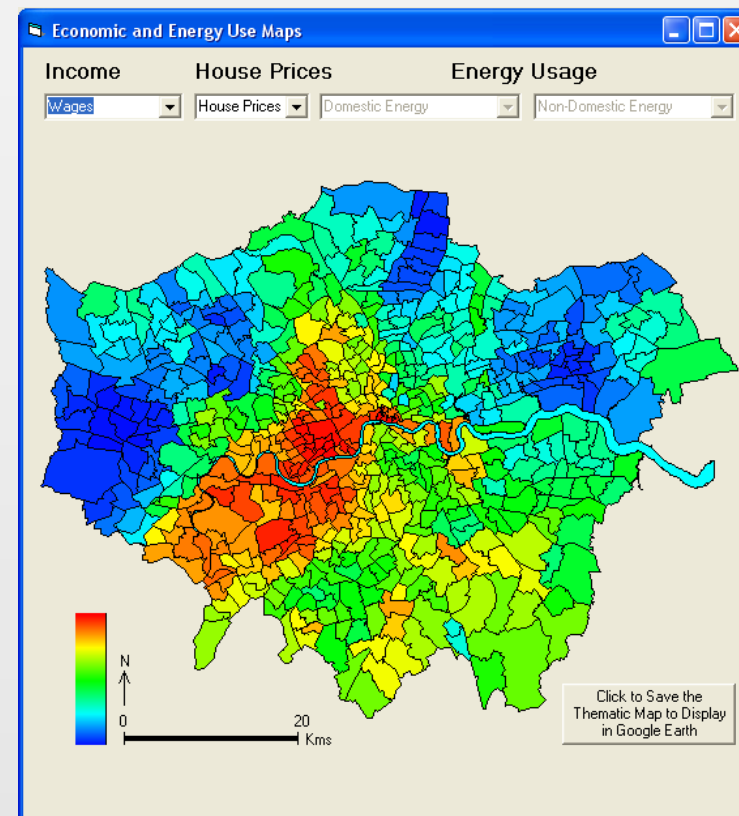 Economic and Energy Use Maps
Income House Prices Energy Usage
Wages House Prices Domestic Energy Non-Domestic Energy
N
0 20
Kms
Click to Save the
Thematic Map to Display
in Google Earth